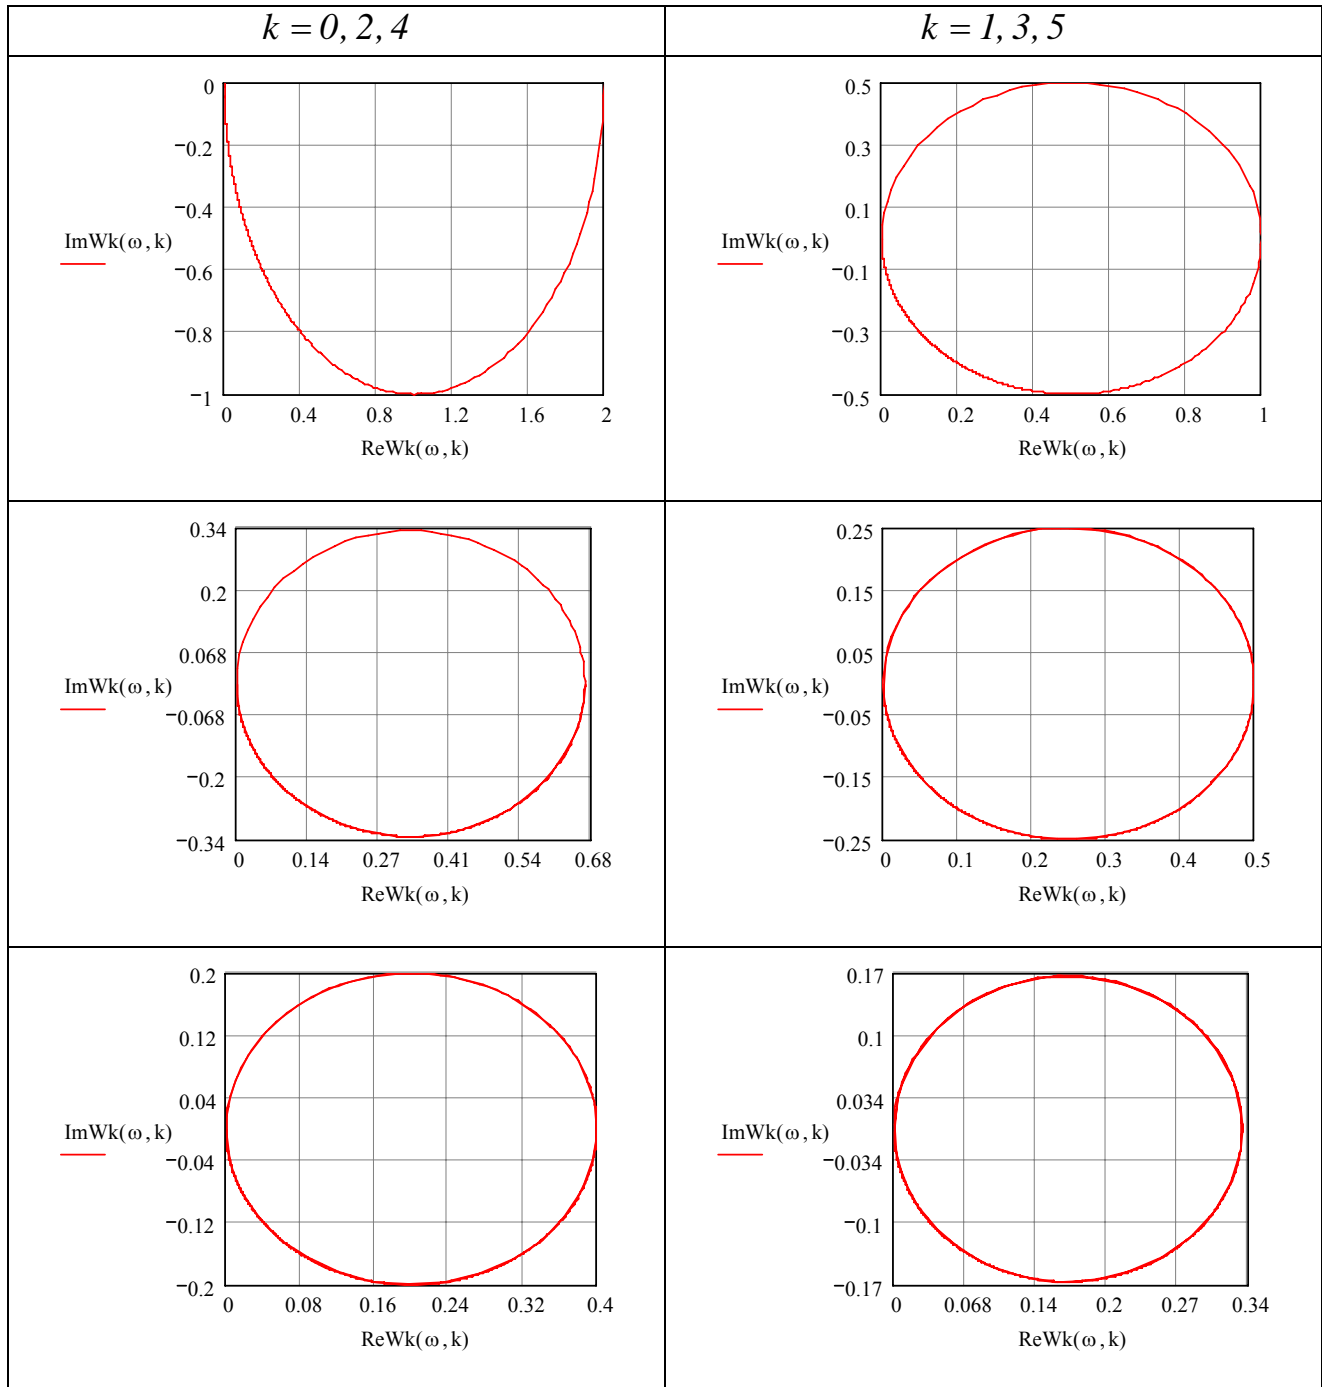 k = 0, 2, 4
k = 1, 3, 5
0
−0.2
−0.4
−0.6
−0.8
−1
ImWk(ω, k)
0 0.4 0.8 1.2 1.6 2
ReWk(ω, k)
0.5
0.3
0.1
−0.1
−0.3
−0.5
ImWk(ω, k)
0 0.2 0.4 0.6 0.8 1
ReWk(ω, k)
0.34
0.2
0.068
−0.068
−0.2
−0.34
ImWk(ω, k)
0 0.14 0.27 0.41 0.54 0.68
ReWk(ω, k)
0.25
0.15
0.05
−0.05
−0.15
−0.25
ImWk(ω, k)
0 0.1 0.2 0.3 0.4 0.5
ReWk(ω, k)
0.2
0.12
0.04
−0.04
−0.12
−0.2
ImWk(ω, k)
0 0.08 0.16 0.24 0.32 0.4
ReWk(ω, k)
0.17
0.1
0.034
−0.034
−0.1
−0.17
ImWk(ω, k)
0 0.068 0.14 0.2 0.27 0.34
ReWk(ω, k)